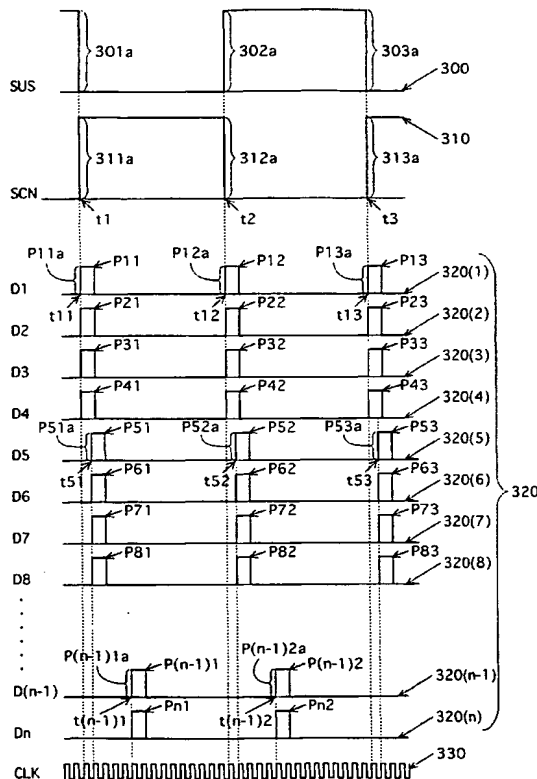 301a 302a 303a
SUS 300
310
311a 312a 313a
SCN
t1 t2 t3
P11a P11 P12a P12 P13a P13
D1 320(1)
t11 P21 t12 P22 t13 P23
D2 320(2)
P31 P32 P33
D3 320(3)
P41 P42 P43
D4 320(4)
P51a P51 P52a P52 P53a P53
D5 320(5)
t51 P61 t52 P62 t53 P63
320
D6 320(6)
P71 P72 P73
D7 320(7)
P81 P82 P83
D8 320(8)
P(n-1)1a P(n-1)1 P(n-1)2a P(n-1)2
D(n-1) 320(n-1)
t(n-1)1 Pn1 t(n-1)2 Pn2
Dn 320(n)
330
CLK